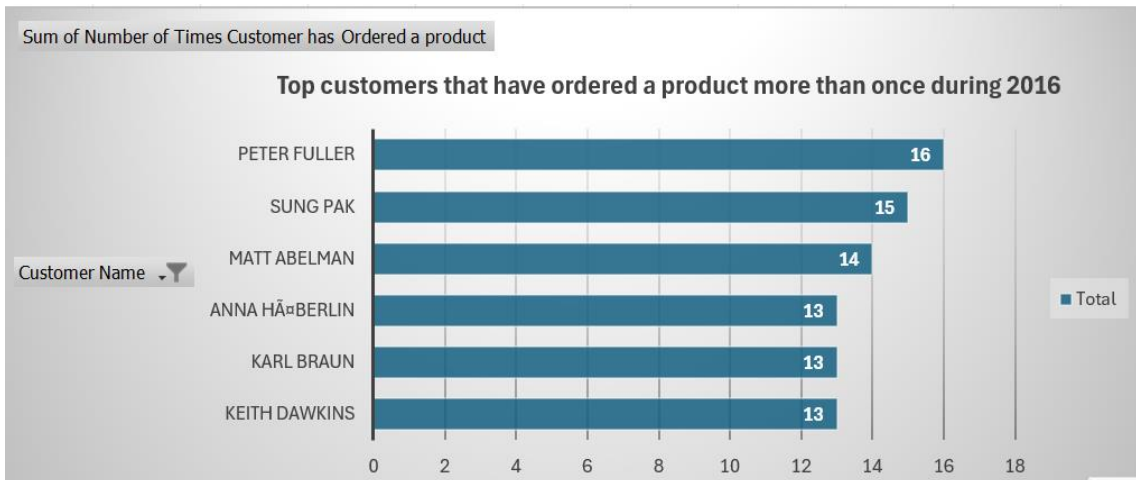 Sum of Number of Times Customer has Ordered a product
Top customers that have ordered a product more than once during 2016
PETER FULLER 16
SUNG PAK 15
MATT ABELMAN 14
Customer Name
ANNA HÃ¤BERLIN 13
Total
KARL BRAUN 13
KEITH DAWKINS 13
0 2 4 6 8 10 12 14 16 18